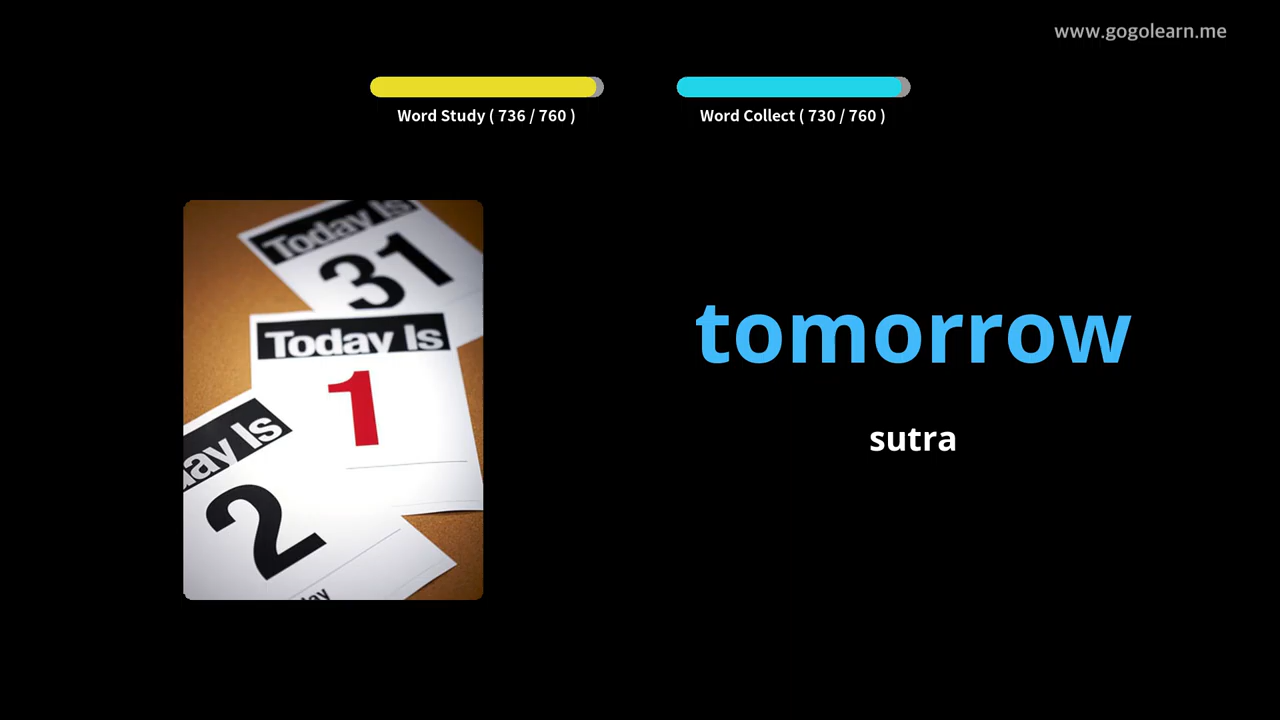 www.gogolearn.me
Word Study ( 736 / 760 )
Word Collect ( 730 / 760 )
Today Is
31
Today Is
1
ay Is
2
tomorrow
sutra